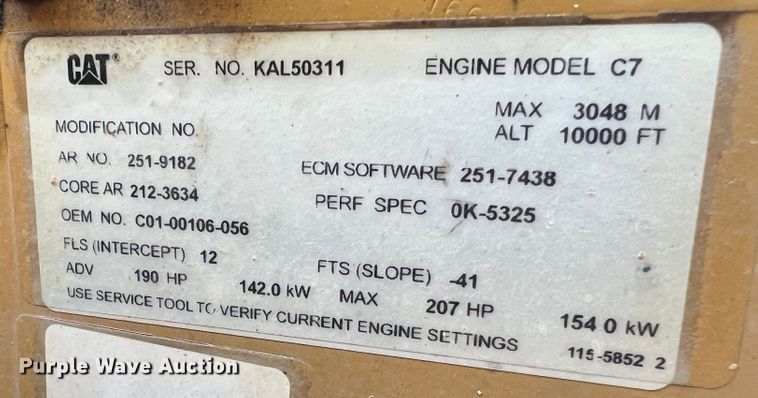 CAT® SER. NO. KAL50311 ENGINE MODEL C7
MAX 3048 M
MODIFICATION NO. ALT 10000 FT
AR NO. 251-9182 ECM SOFTWARE 251-7438
CORE AR 212-3634 PERF SPEC 0K-5325
OEM NO. C01-00106-056
FLS (INTERCEPT) 12 FTS (SLOPE) -41
ADV 190 HP 142.0 kW MAX 207 HP 154 0 kW
USE SERVICE TOOL TO VERIFY CURRENT ENGINE SETTINGS 115-5852 2
Purple Wave Auction